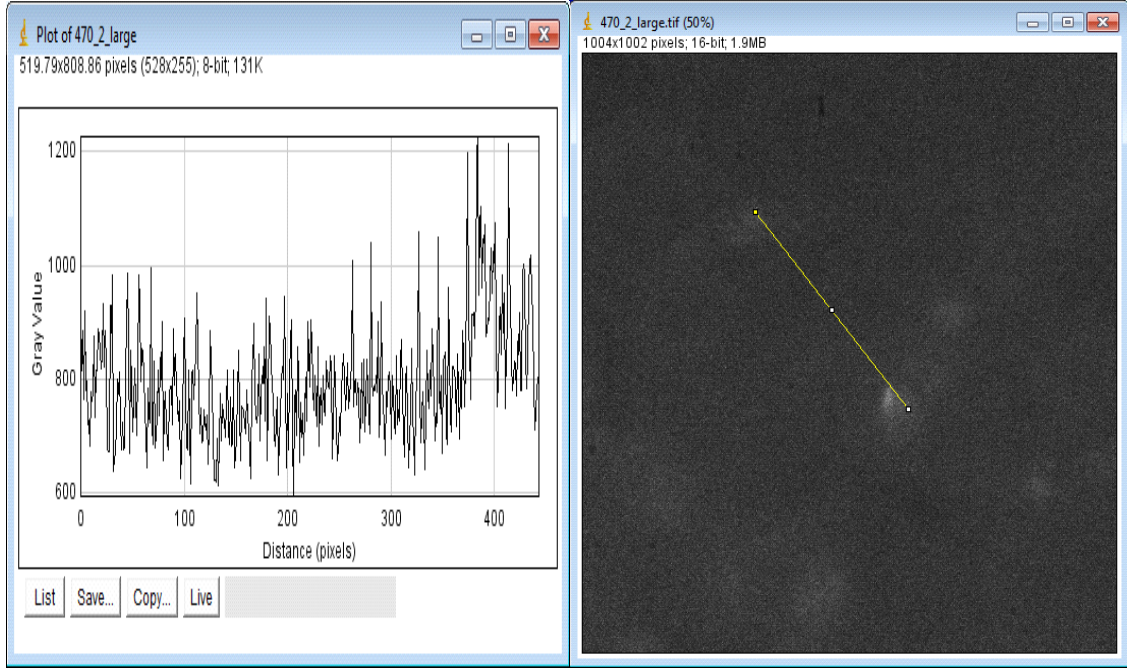 Plot of 470_2_large
519.79x808.86 pixels (528x255); 8-bit; 131K
1200
1000
800
600
Gray Value
0 100 200 300 400
Distance (pixels)
List Save... Copy... Live
470_2_large.tif (50%)
1004x1002 pixels; 16-bit; 1.9MB